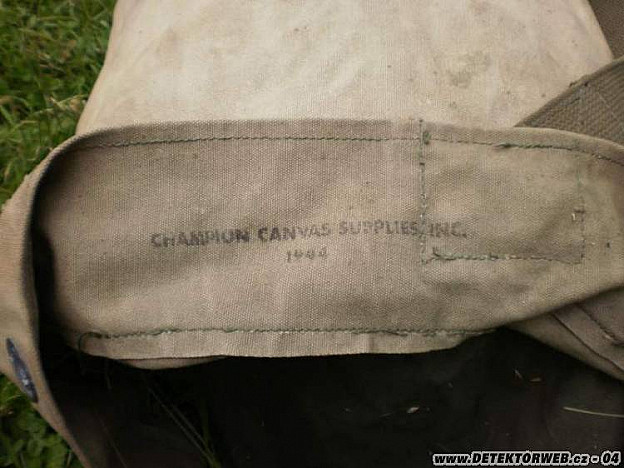 CHAMPION CANVAS SUPPLIES, INC.
1944
www.DETEKTORWEB.cz - 04